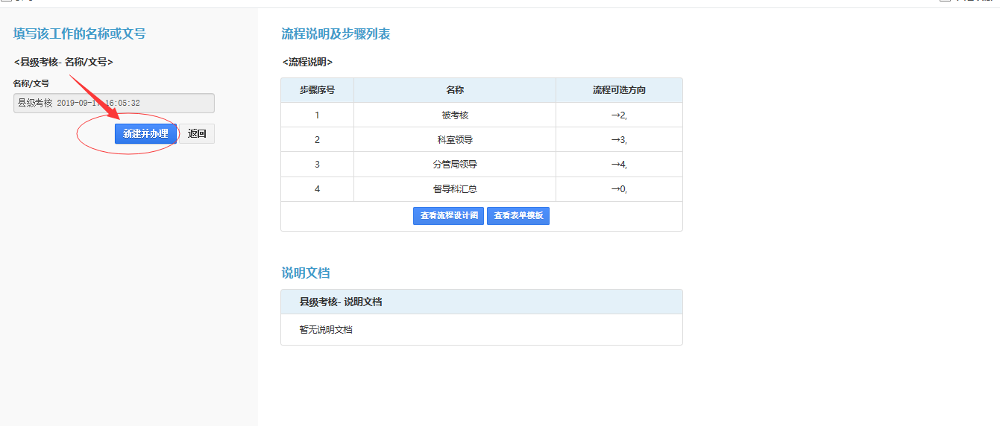 填写该工作的名称或文号
<县级考核- 名称/文号>
名称/文号
县级考核 2019-09-17 16:05:32
新建并办理 返回
流程说明及步骤列表
<流程说明>
步骤序号 名称 流程可选方向
1 被考核 →2,
2 科室领导 →3,
3 分管局领导 →4,
4 督导科汇总 →0,
查看流程设计图 查看表单模板
说明文档
县级考核- 说明文档
暂无说明文档